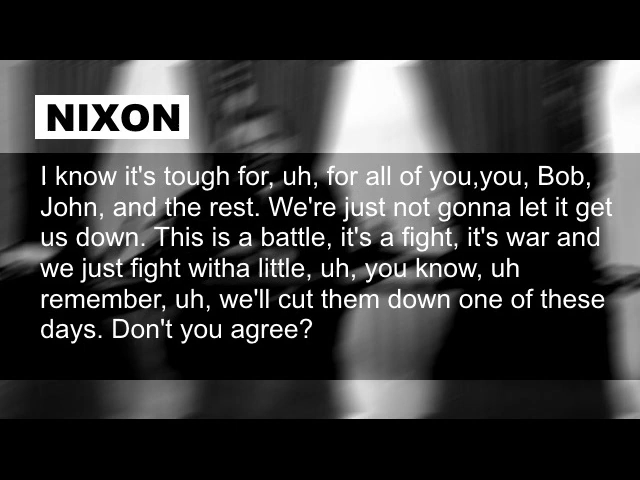 NIXON
I know it's tough for, uh, for all of you,you, Bob,
John, and the rest. We're just not gonna let it get
us down. This is a battle, it's a fight, it's war and
we just fight witha little, uh, you know, uh
remember, uh, we'll cut them down one of these
days. Don't you agree?